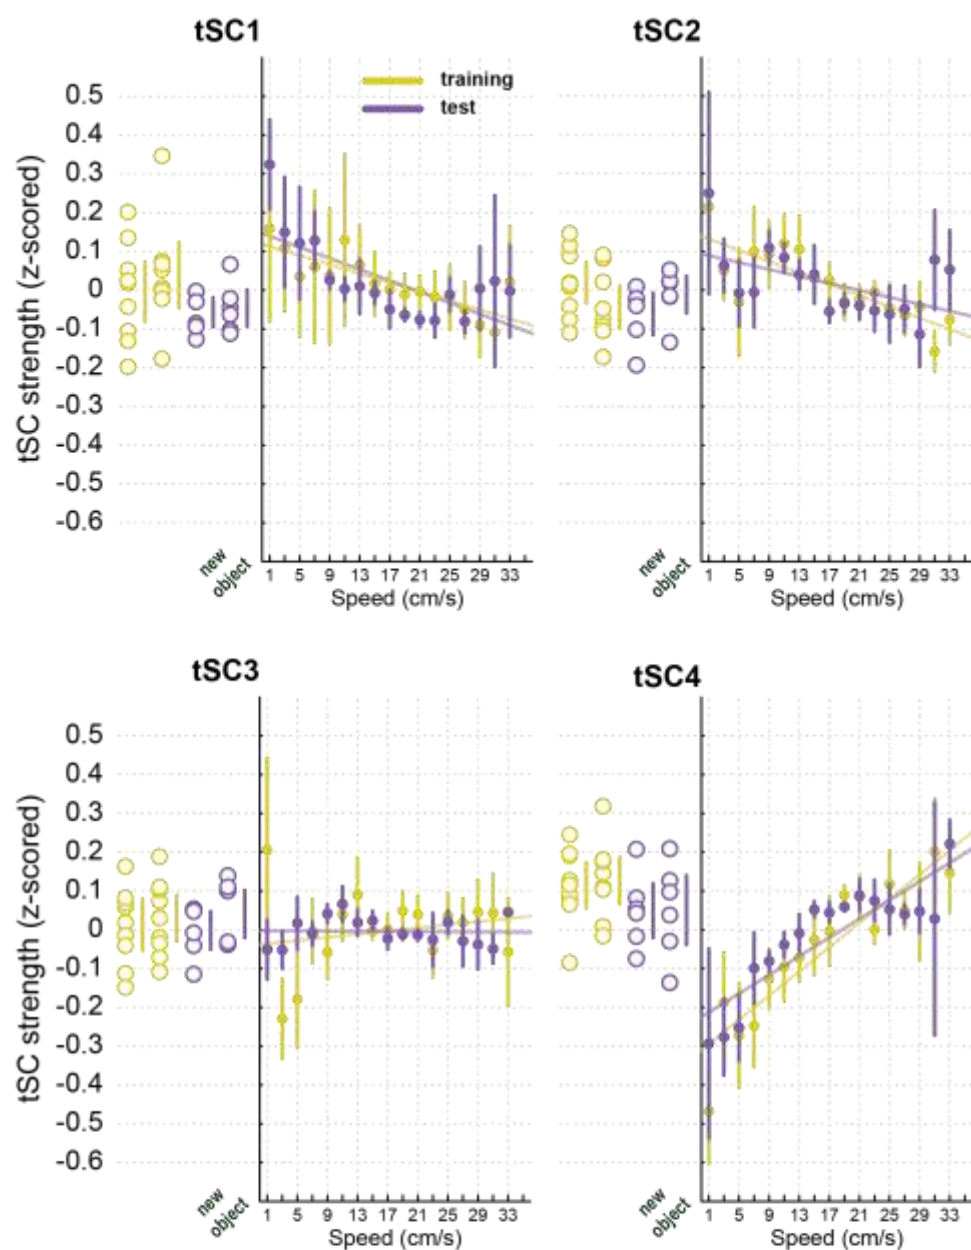 tSC1
tSC2
training
test
tSC strength (z-scored)
0.5
0.4
0.3
0.2
0.1
0
-0.1
-0.2
-0.3
-0.4
-0.5
-0.6
new
object
1 5 9 13 17 21 25 29 33
Speed (cm/s)
new
object
1 5 9 13 17 21 25 29 33
Speed (cm/s)
tSC3
tSC4
tSC strength (z-scored)
0.5
0.4
0.3
0.2
0.1
0
-0.1
-0.2
-0.3
-0.4
-0.5
-0.6
new
object
1 5 9 13 17 21 25 29 33
Speed (cm/s)
new
object
1 5 9 13 17 21 25 29 33
Speed (cm/s)